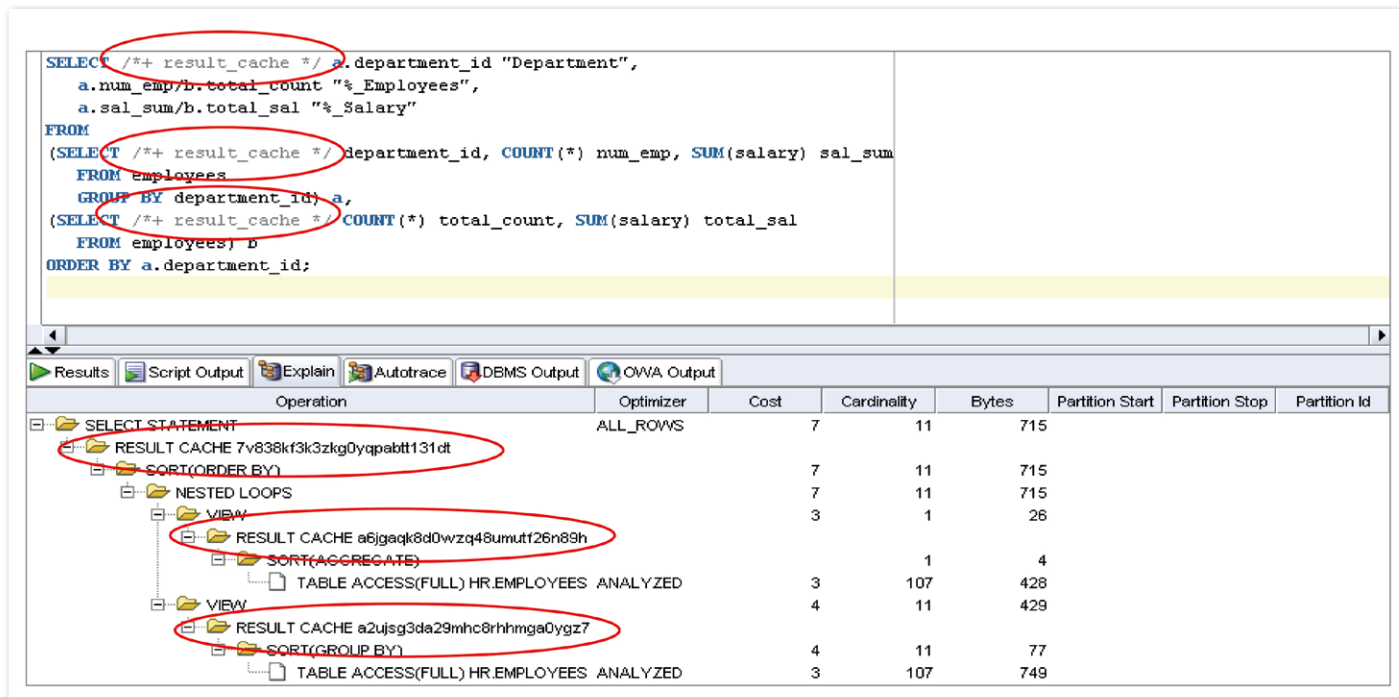 SELECT /*+ result_cache */ a.department_id "Department",
a.num_emp/b.total_count "%_Employees",
a.sal_sum/b.total_sal "%_Salary"
FROM
(SELECT /*+ result_cache */ department_id, COUNT(*) num_emp, SUM(salary) sal_sum
FROM employees
GROUP BY department_id) a,
(SELECT /*+ result_cache */ COUNT(*) total_count, SUM(salary) total_sal
FROM employees) b
ORDER BY a.department_id;
Results Script Output Explain Autotrace DBMS Output OWA Output
Operation Optimizer Cost Cardinality Bytes Partition Start Partition Stop Partition Id
SELECT STATEMENT ALL_ROWS 7 11 715
RESULT CACHE 7v838kf3k3zkg0yqpabtt131dt
SORT(ORDER BY) 7 11 715
NESTED LOOPS 7 11 715
VIEW 3 1 26
RESULT CACHE a6jgaqk8d0wzq48umutf26n89h
SORT(AGGREGATE) 1 4
TABLE ACCESS(FULL) HR.EMPLOYEES ANALYZED 3 107 428
VIEW 4 11 429
RESULT CACHE a2ujsg3da29mhc8rhhmga0ygz7
SORT(GROUP BY) 4 11 77
TABLE ACCESS(FULL) HR.EMPLOYEES ANALYZED 3 107 749